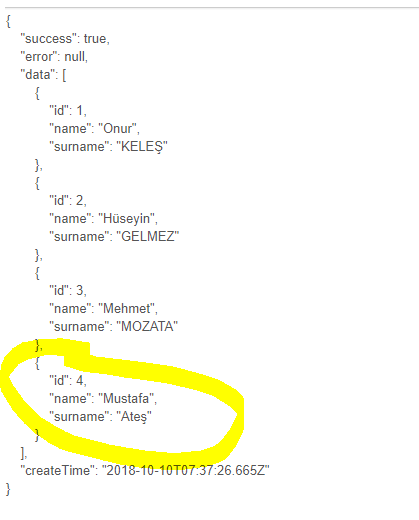 {
"success": true,
"error": null,
"data": [
{
"id": 1,
"name": "Onur",
"surname": "KELEŞ"
},
{
"id": 2,
"name": "Hüseyin",
"surname": "GELMEZ"
},
{
"id": 3,
"name": "Mehmet",
"surname": "MOZATA"
},
{
"id": 4,
"name": "Mustafa",
"surname": "Ateş"
}
],
"createTime": "2018-10-10T07:37:26.665Z"
}